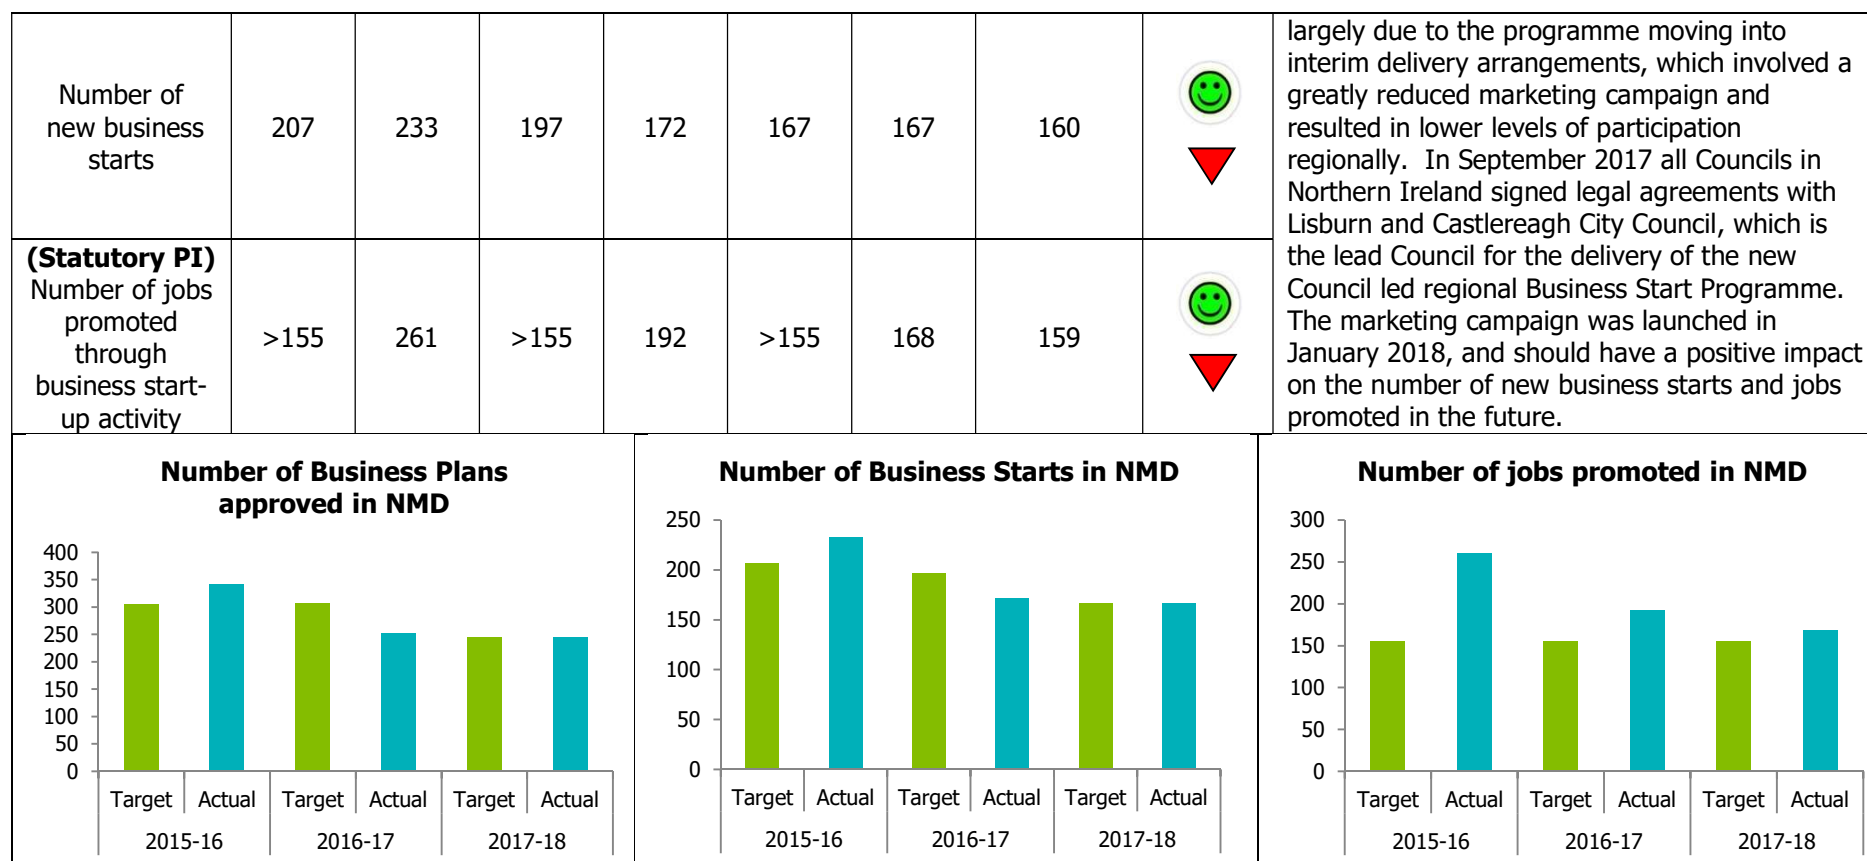 Number of
new business
starts
207
233
197
172
167
167
160
largely due to the programme moving into
interim delivery arrangements, which involved a
greatly reduced marketing campaign and
resulted in lower levels of participation
regionally.  In September 2017 all Councils in
Northern Ireland signed legal agreements with
Lisburn and Castlereagh City Council, which is
the lead Council for the delivery of the new
Council led regional Business Start Programme.
The marketing campaign was launched in
January 2018, and should have a positive impact
on the number of new business starts and jobs
promoted in the future.
(Statutory PI)
Number of jobs
promoted
through
business start-
up activity
>155
261
>155
192
>155
168
159
Number of Business Plans
approved in NMD
400
350
300
250
200
150
100
50
0
Target Actual Target Actual Target Actual
2015-16 2016-17 2017-18
Number of Business Starts in NMD
250
200
150
100
50
0
Target Actual Target Actual Target Actual
2015-16 2016-17 2017-18
Number of jobs promoted in NMD
300
250
200
150
100
50
0
Target Actual Target Actual Target Actual
2015-16 2016-17 2017-18